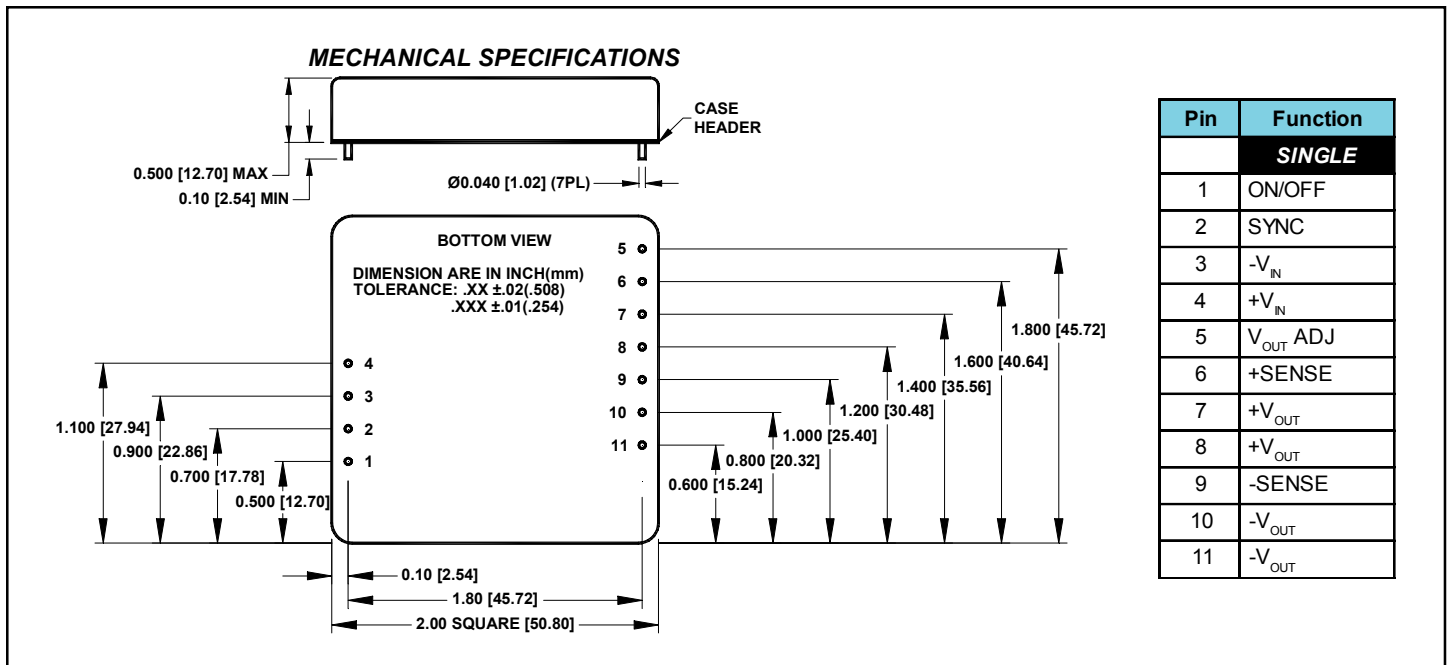 MECHANICAL SPECIFICATIONS
CASE
HEADER
0.500 [12.70] MAX
0.10 [2.54] MIN
Ø0.040 [1.02] (7PL)
BOTTOM VIEW
DIMENSION ARE IN INCH(mm)
TOLERANCE: .XX ±.02(.508)
.XXX ±.01(.254)
5
6
7
8
9
10
11
4
3
2
1
1.800 [45.72]
1.600 [40.64]
1.400 [35.56]
1.200 [30.48]
1.000 [25.40]
0.800 [20.32]
0.600 [15.24]
1.100 [27.94]
0.900 [22.86]
0.700 [17.78]
0.500 [12.70]
0.10 [2.54]
1.80 [45.72]
2.00 SQUARE [50.80]
Pin Function
SINGLE
1 ON/OFF
2 SYNC
3 -VIN
4 +VIN
5 VOUT ADJ
6 +SENSE
7 +VOUT
8 +VOUT
9 -SENSE
10 -VOUT
11 -VOUT